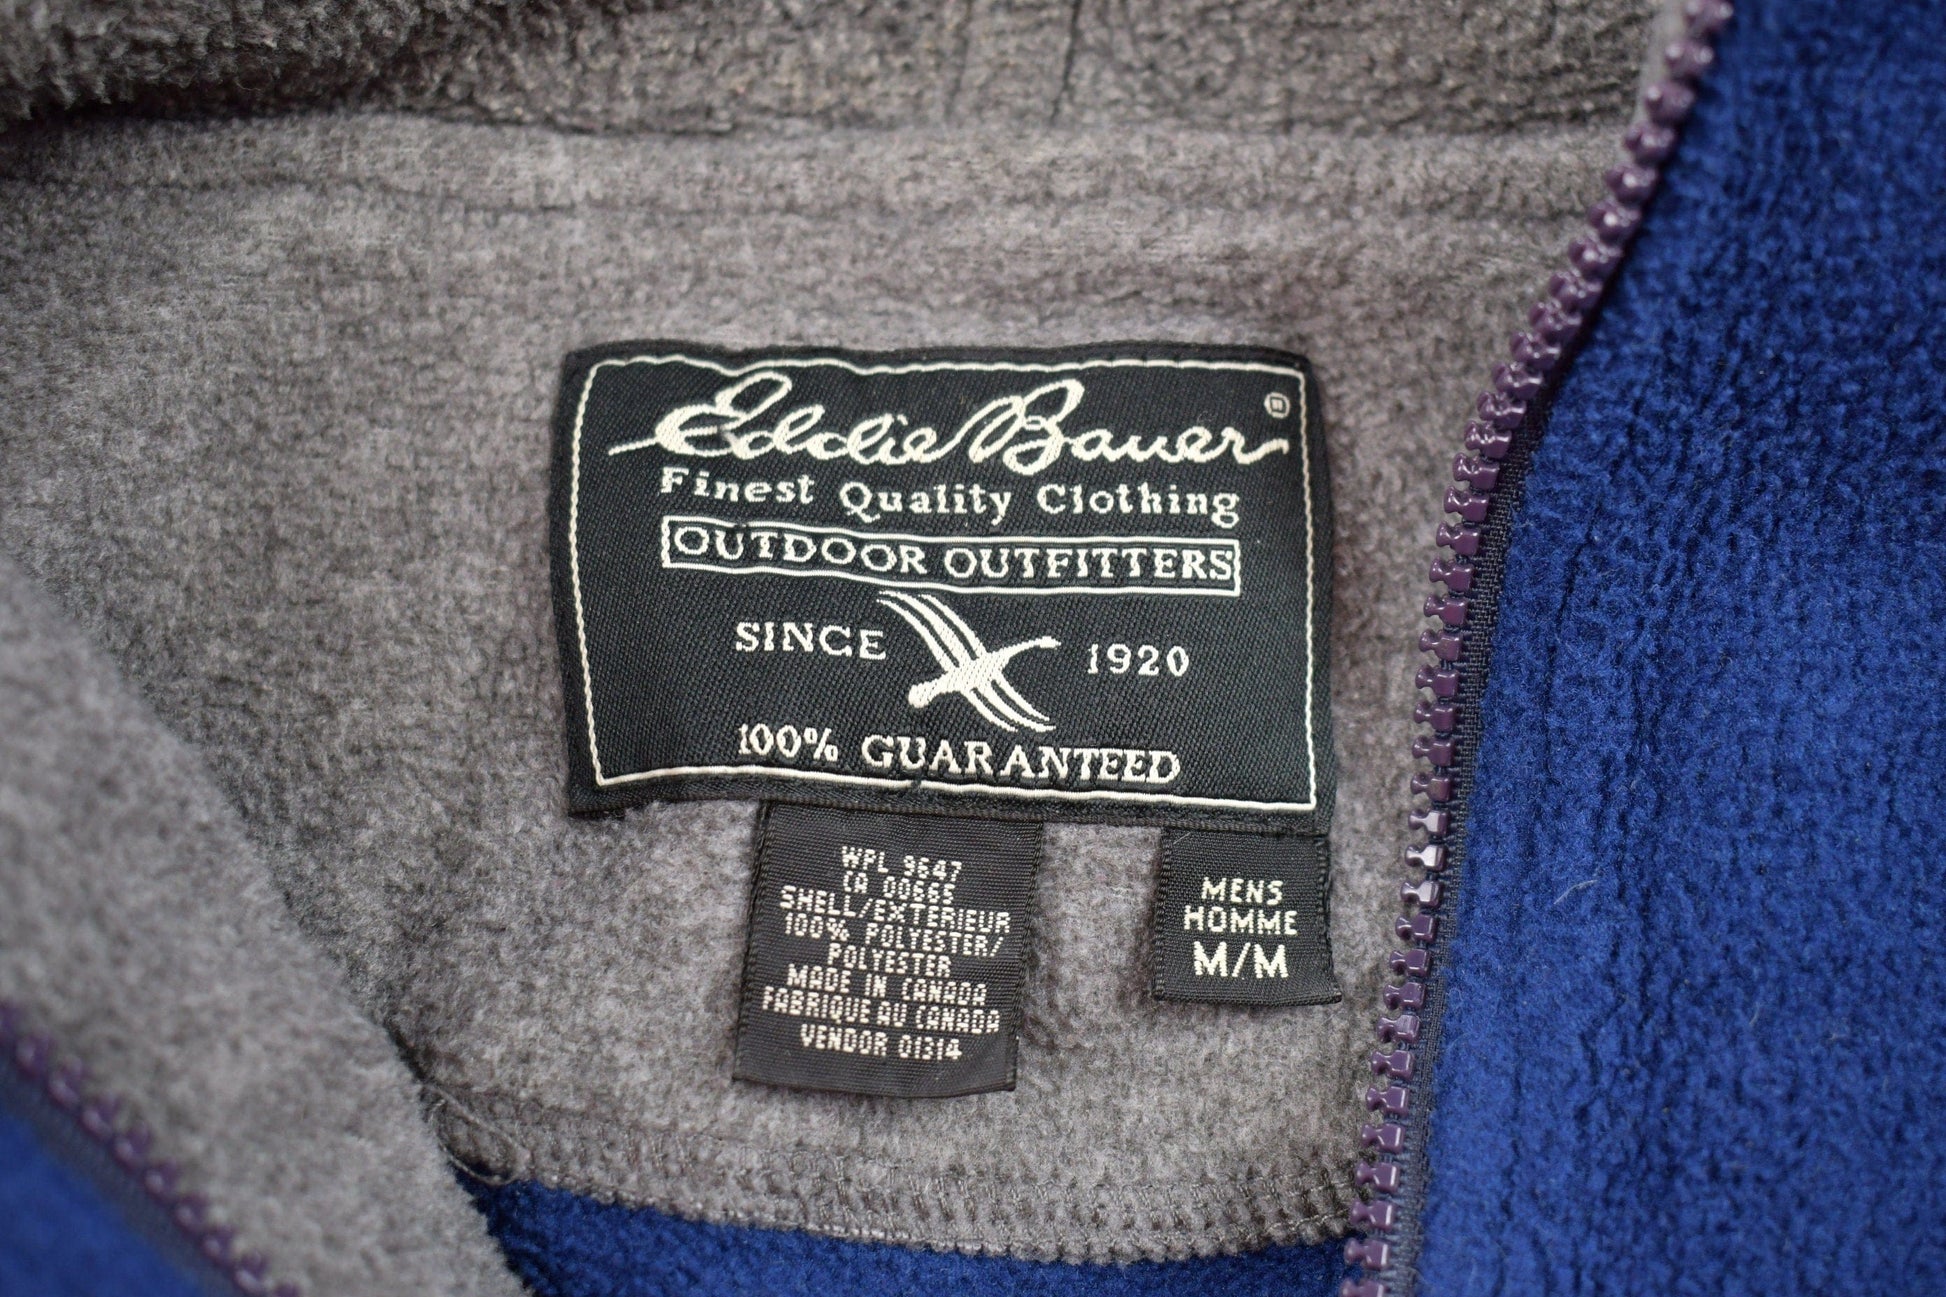 Eddie Bauer ®
Finest Quality Clothing
OUTDOOR OUTFITTERS
SINCE 1920
100% GUARANTEED
WPL 9647
CA 00665
SHELL/EXTERIEUR
100% POLYESTER/
POLYESTER
MADE IN CANADA
FABRIQUE AU CANADA
VENDOR 01314
MENS
HOMME
M/M